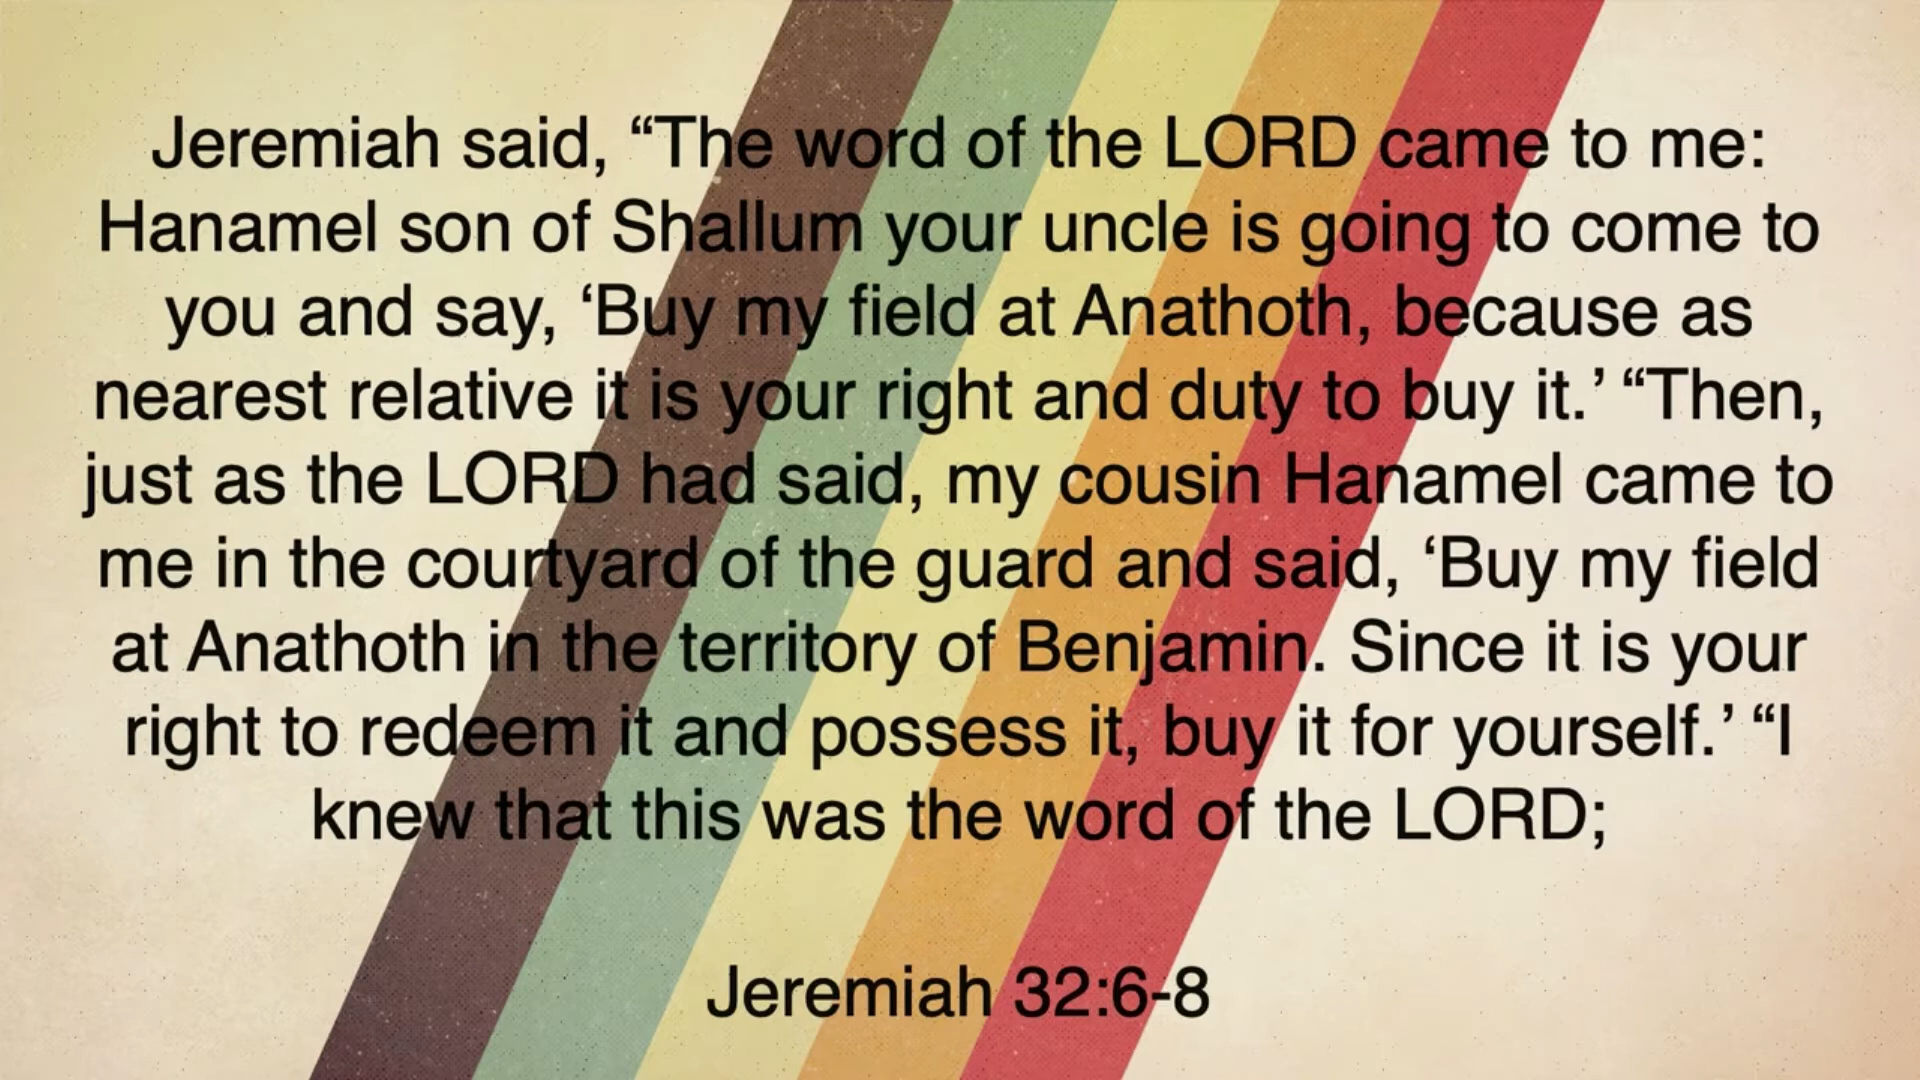 Jeremiah said, “The word of the LORD came to me:
Hanamel son of Shallum your uncle is going to come to
you and say, ‘Buy my field at Anathoth, because as
nearest relative it is your right and duty to buy it.’ “Then,
just as the LORD had said, my cousin Hanamel came to
me in the courtyard of the guard and said, ‘Buy my field
at Anathoth in the territory of Benjamin. Since it is your
right to redeem it and possess it, buy it for yourself.’ “I
knew that this was the word of the LORD;
Jeremiah 32:6-8